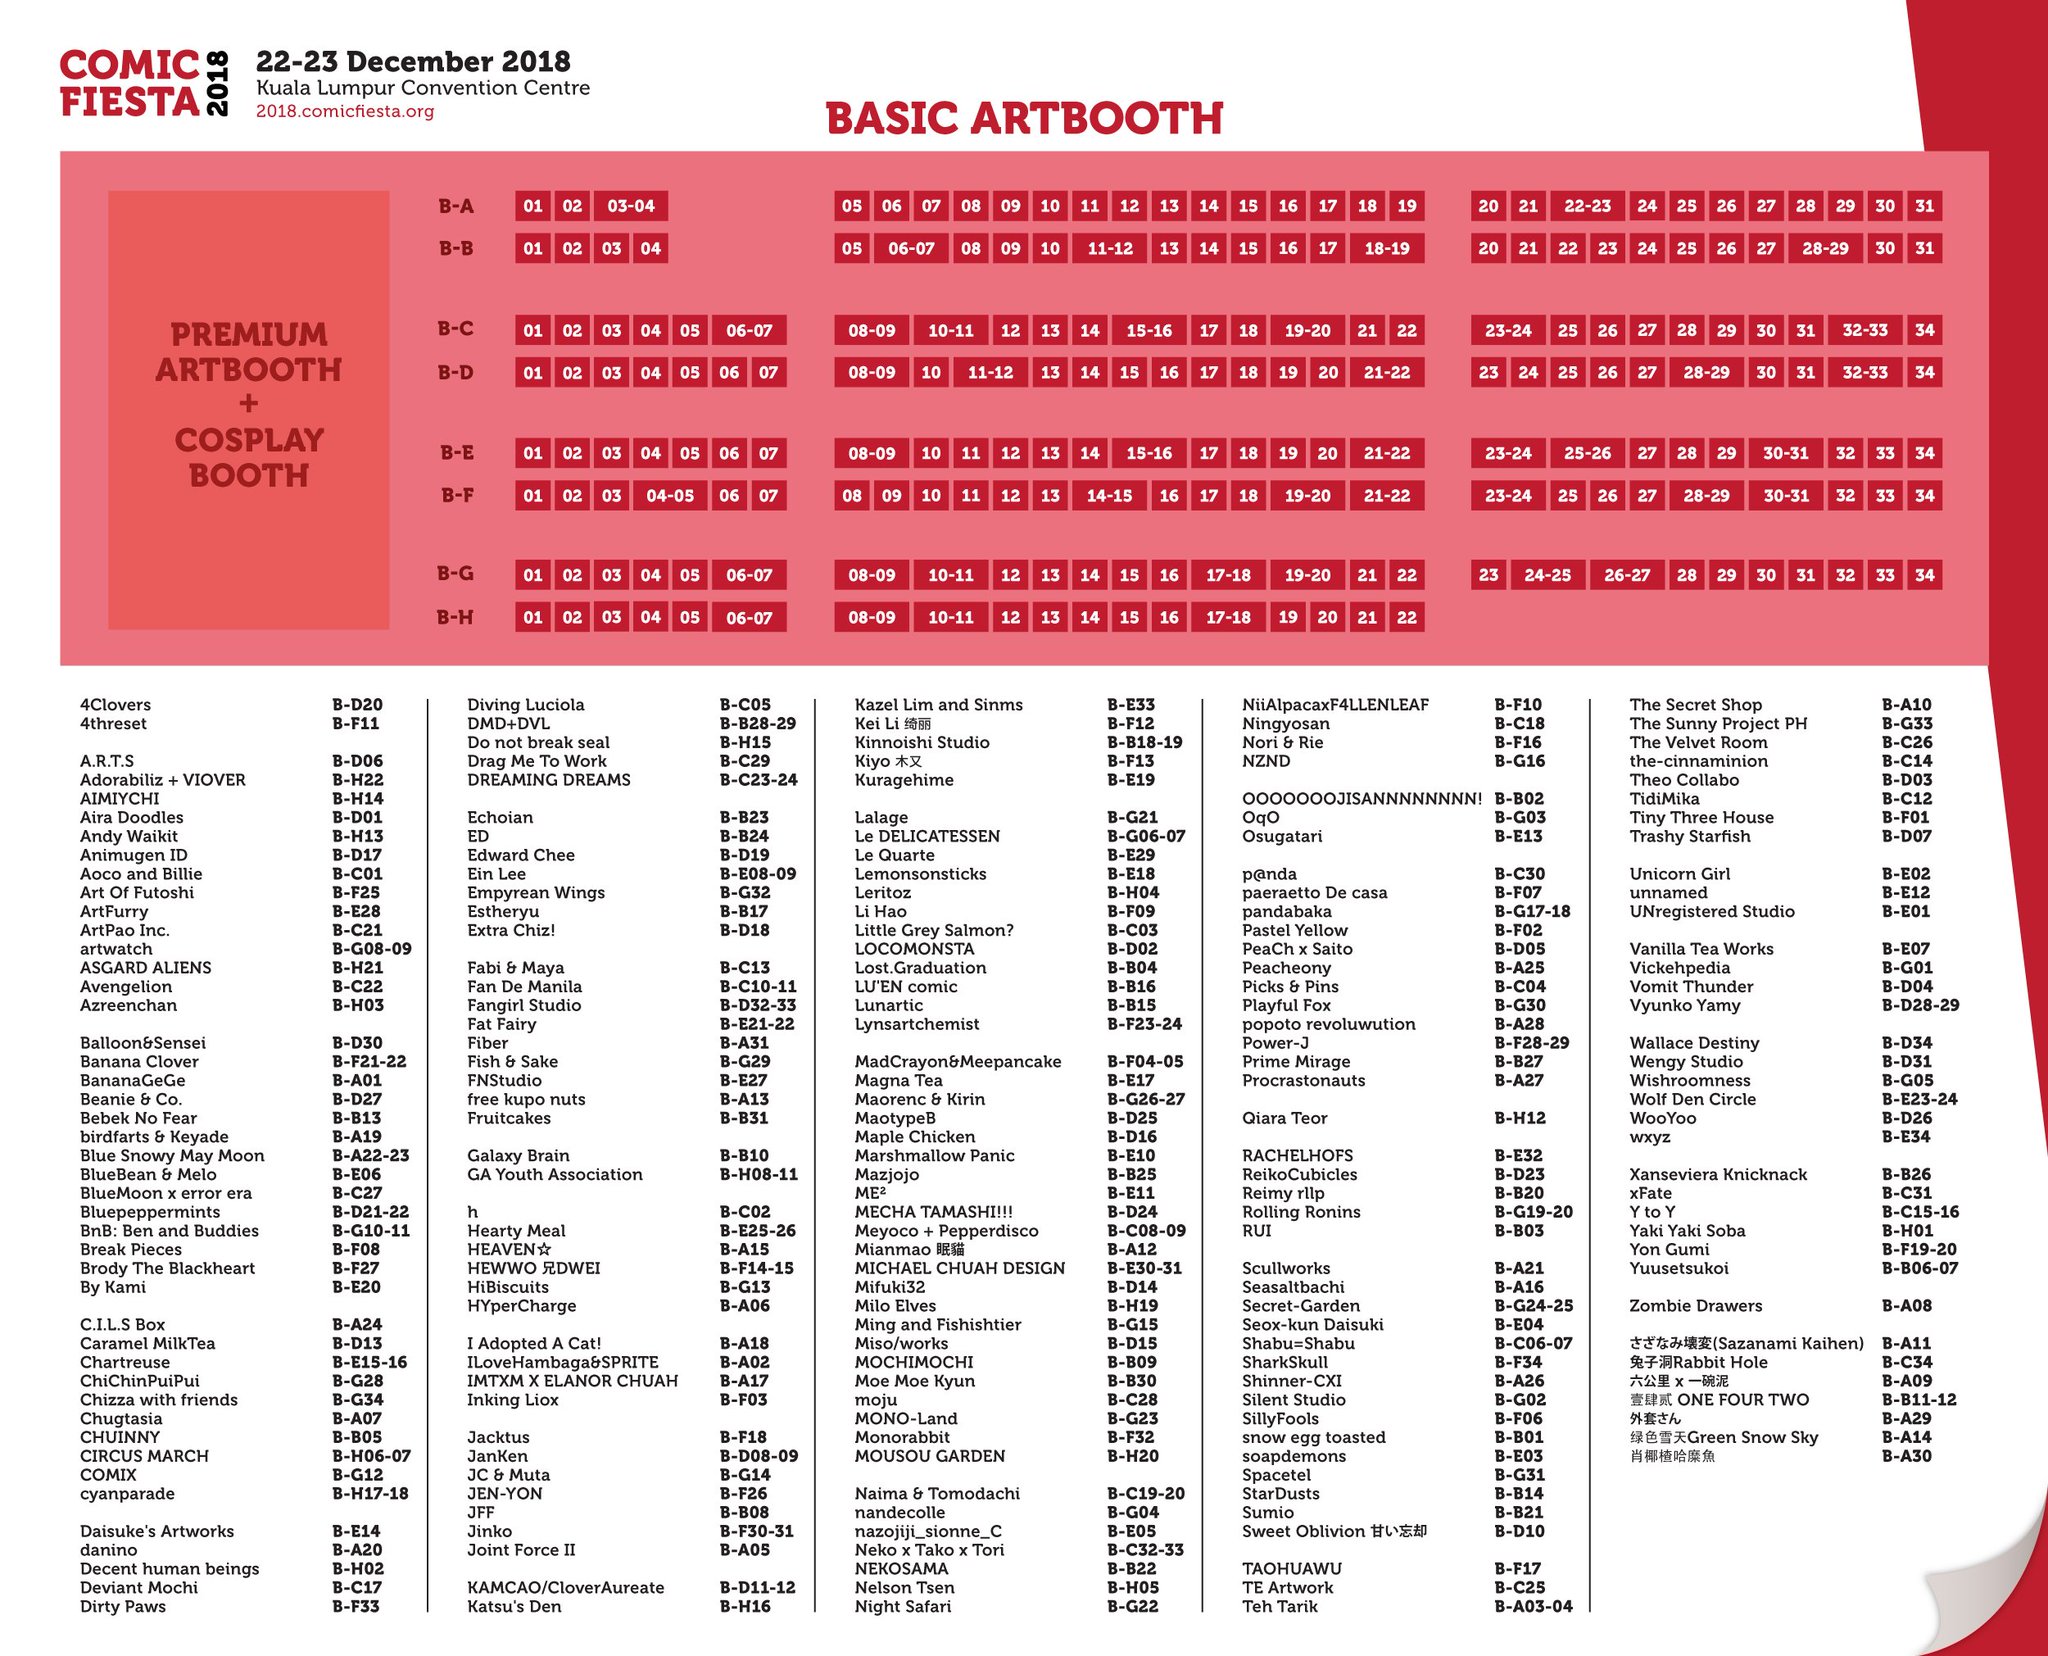 COMIC FIESTA 2018
22-23 December 2018
Kuala Lumpur Convention Centre
2018.comicfiesta.org
BASIC ARTBOOTH
PREMIUM
ARTBOOTH
+
COSPLAY
BOOTH
B-A 01 02 03-04 05 06 07 08 09 10 11 12 13 14 15 16 17 18 19 20 21 22-23 24 25 26 27 28 29 30 31
B-B 01 02 03 04 05 06-07 08 09 10 11-12 13 14 15 16 17 18-19 20 21 22 23 24 25 26 27 28-29 30 31
B-C 01 02 03 04 05 06-07 08-09 10-11 12 13 14 15-16 17 18 19-20 21 22 23-24 25 26 27 28 29 30 31 32-33 34
B-D 01 02 03 04 05 06 07 08-09 10 11-12 13 14 15 16 17 18 19 20 21-22 23 24 25 26 27 28-29 30 31 32-33 34
B-E 01 02 03 04 05 06 07 08-09 10 11 12 13 14 15-16 17 18 19 20 21-22 23-24 25-26 27 28 29 30-31 32 33 34
B-F 01 02 03 04-05 06 07 08 09 10 11 12 13 14-15 16 17 18 19-20 21-22 23-24 25 26 27 28-29 30-31 32 33 34
B-G 01 02 03 04 05 06-07 08-09 10-11 12 13 14 15 16 17-18 19-20 21 22 23 24-25 26-27 28 29 30 31 32 33 34
B-H 01 02 03 04 05 06-07 08-09 10-11 12 13 14 15 16 17-18 19 20 21 22
4Clovers B-D20
4threset B-F11
A.R.T.S B-D06
Adorabiliz + VIOVER B-H22
AIMIYCHI B-H14
Aira Doodles B-D01
Andy Waikit B-H13
Animugen ID B-D17
Aoco and Billie B-C01
Art Of Futoshi B-F25
ArtFurry B-E28
ArtPao Inc. B-C21
artwatch B-G08-09
ASGARD ALIENS B-H21
Avengelion B-C22
Azreenchan B-H03
Balloon&Sensei B-D30
Banana Clover B-F21-22
BananaGeGe B-A01
Beanie & Co. B-D27
Bebek No Fear B-B13
birdfarts & Keyade B-A19
Blue Snowy May Moon B-A22-23
BlueBean & Melo B-E06
BlueMoon x error era B-C27
Bluepeppermints B-D21-22
BnB: Ben and Buddies B-G10-11
Break Pieces B-F08
Brody The Blackheart B-F27
By Kami B-E20
C.I.L.S Box B-A24
Caramel MilkTea B-D13
Chartreuse B-E15-16
ChiChinPuiPui B-G28
Chizza with friends B-G34
Chugtasia B-A07
CHUINNY B-B05
CIRCUS MARCH B-H06-07
COMIX B-G12
cyanparade B-H17-18
Daisuke's Artworks B-E14
danino B-A20
Decent human beings B-H02
Deviant Mochi B-C17
Dirty Paws B-F33
Diving Luciola B-C05
DMD+DVL B-B28-29
Do not break seal B-H15
Drag Me To Work B-C29
DREAMING DREAMS B-C23-24
Echoian B-B23
ED B-B24
Edward Chee B-D19
Ein Lee B-E08-09
Empyrean Wings B-G32
Estheryu B-B17
Extra Chiz! B-D18
Fabi & Maya B-C13
Fan De Manila B-C10-11
Fangirl Studio B-D32-33
Fat Fairy B-E21-22
Fiber B-A31
Fish & Sake B-G29
FNStudio B-E27
free kupo nuts B-A13
Fruitcakes B-B31
Galaxy Brain B-B10
GA Youth Association B-H08-11
h B-C02
Hearty Meal B-E25-26
HEAVEN☆ B-A15
HEWWO 兄DWEI B-F14-15
HiBiscuits B-G13
HYperCharge B-A06
I Adopted A Cat! B-A18
ILoveHambaga&SPRITE B-A02
IMTXM X ELANOR CHUAH B-A17
Inking Liox B-F03
Jacktus B-F18
JanKen B-D08-09
JC & Muta B-G14
JEN-YON B-F26
JFF B-B08
Jinko B-F30-31
Joint Force II B-A05
KAMCAO/CloverAureate B-D11-12
Katsu's Den B-H16
Kazel Lim and Sinms B-E33
Kei Li 绮丽 B-F12
Kinnoishi Studio B-B18-19
Kiyo 木又 B-F13
Kuragehime B-E19
Lalage B-G21
Le DELICATESSEN B-G06-07
Le Quarte B-E29
Lemonsonsticks B-E18
Leritoz B-H04
Li Hao B-F09
Little Grey Salmon? B-C03
LOCOMONSTA B-D02
Lost.Graduation B-B04
LU'EN comic B-B16
Lunartic B-B15
Lynsartchemist B-F23-24
MadCrayon&Meepancake B-F04-05
Magna Tea B-E17
Maorenc & Kirin B-G26-27
MaotypeB B-D25
Maple Chicken B-D16
Marshmallow Panic B-E10
Mazjojo B-B25
ME² B-E11
MECHA TAMASHI!!! B-D24
Meyoco + Pepperdisco B-C08-09
Mianmao 眠貓 B-A12
MICHAEL CHUAH DESIGN B-E30-31
Mifuki32 B-D14
Milo Elves B-H19
Ming and Fishishtier B-G15
Miso/works B-D15
MOCHIMOCHI B-B09
Moe Moe Kyun B-B30
moju B-C28
MONO-Land B-G23
Monorabbit B-F32
MOUSOU GARDEN B-H20
Naima & Tomodachi B-C19-20
nandecolle B-G04
nazojiji_sionne_C B-E05
Neko x Tako x Tori B-C32-33
NEKOSAMA B-B22
Nelson Tsen B-H05
Night Safari B-G22
NiiAlpacaxF4LLENLEAF B-F10
Ningyosan B-C18
Nori & Rie B-F16
NZND B-G16
OOOOOOOJISANNNNNNNN! B-B02
OqO B-G03
Osugatari B-E13
p@nda B-C30
paeraetto De casa B-F07
pandabaka B-G17-18
Pastel Yellow B-F02
PeaCh x Saito B-D05
Peacheony B-A25
Picks & Pins B-C04
Playful Fox B-G30
popoto revoluwution B-A28
Power-J B-F28-29
Prime Mirage B-B27
Procrastonauts B-A27
Qiara Teor B-H12
RACHELHOFS B-E32
ReikoCubicles B-D23
Reimy rllp B-B20
Rolling Ronins B-G19-20
RUI B-B03
Scullworks B-A21
Seasaltbachi B-A16
Secret-Garden B-G24-25
Seox-kun Daisuki B-E04
Shabu=Shabu B-C06-07
SharkSkull B-F34
Shinner-CXI B-A26
Silent Studio B-G02
SillyFools B-F06
snow egg toasted B-B01
soapdemons B-E03
Spacetel B-G31
StarDusts B-B14
Sumio B-B21
Sweet Oblivion 甘い忘却 B-D10
TAOHUAWU B-F17
TE Artwork B-C25
Teh Tarik B-A03-04
The Secret Shop B-A10
The Sunny Project PH B-G33
The Velvet Room B-C26
the-cinnaminion B-C14
Theo Collabo B-D03
TidiMika B-C12
Tiny Three House B-F01
Trashy Starfish B-D07
Unicorn Girl B-E02
unnamed B-E12
UNregistered Studio B-E01
Vanilla Tea Works B-E07
Vickehpedia B-G01
Vomit Thunder B-D04
Vyunko Yamy B-D28-29
Wallace Destiny B-D34
Wengy Studio B-D31
Wishroomness B-G05
Wolf Den Circle B-E23-24
WooYoo B-D26
wxyz B-E34
Xanseviera Knicknack B-B26
xFate B-C31
Y to Y B-C15-16
Yaki Yaki Soba B-H01
Yon Gumi B-F19-20
Yuusetsukoi B-B06-07
Zombie Drawers B-A08
さざなみ壊変(Sazanami Kaihen) B-A11
兔子洞Rabbit Hole B-C34
六公里 x 一碗泥 B-A09
壹肆贰 ONE FOUR TWO B-B11-12
外套さん B-A29
绿色雪天Green Snow Sky B-A14
肖椰楂哈糜魚 B-A30